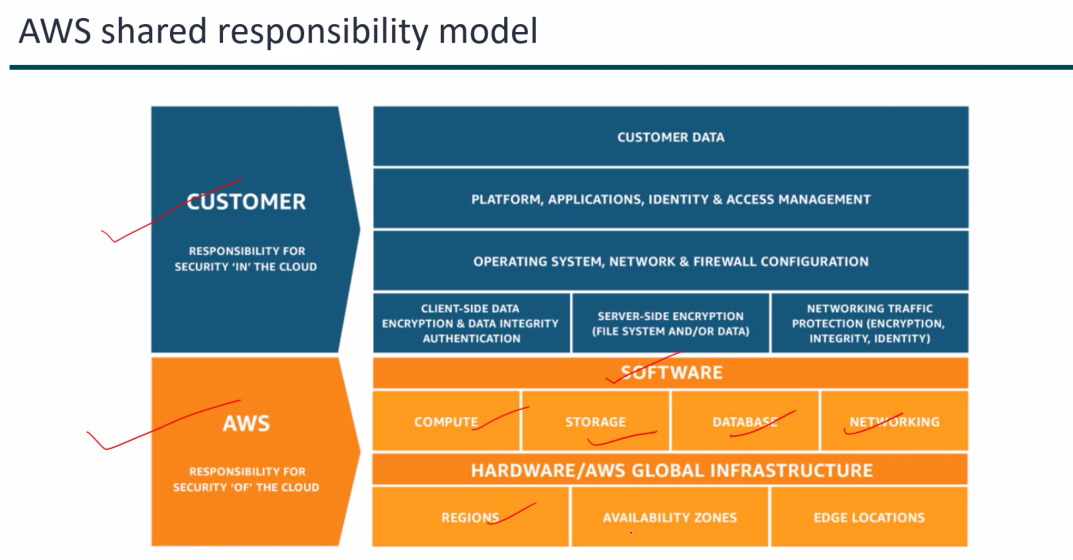 AWS shared responsibility model
CUSTOMER
RESPONSIBILITY FOR
SECURITY 'IN' THE CLOUD
CUSTOMER DATA
PLATFORM, APPLICATIONS, IDENTITY & ACCESS MANAGEMENT
OPERATING SYSTEM, NETWORK & FIREWALL CONFIGURATION
CLIENT-SIDE DATA
ENCRYPTION & DATA INTEGRITY
AUTHENTICATION
SERVER-SIDE ENCRYPTION
(FILE SYSTEM AND/OR DATA)
NETWORKING TRAFFIC
PROTECTION (ENCRYPTION,
INTEGRITY, IDENTITY)
AWS
RESPONSIBILITY FOR
SECURITY 'OF' THE CLOUD
SOFTWARE
COMPUTE
STORAGE
DATABASE
NETWORKING
HARDWARE/AWS GLOBAL INFRASTRUCTURE
REGIONS
AVAILABILITY ZONES
EDGE LOCATIONS